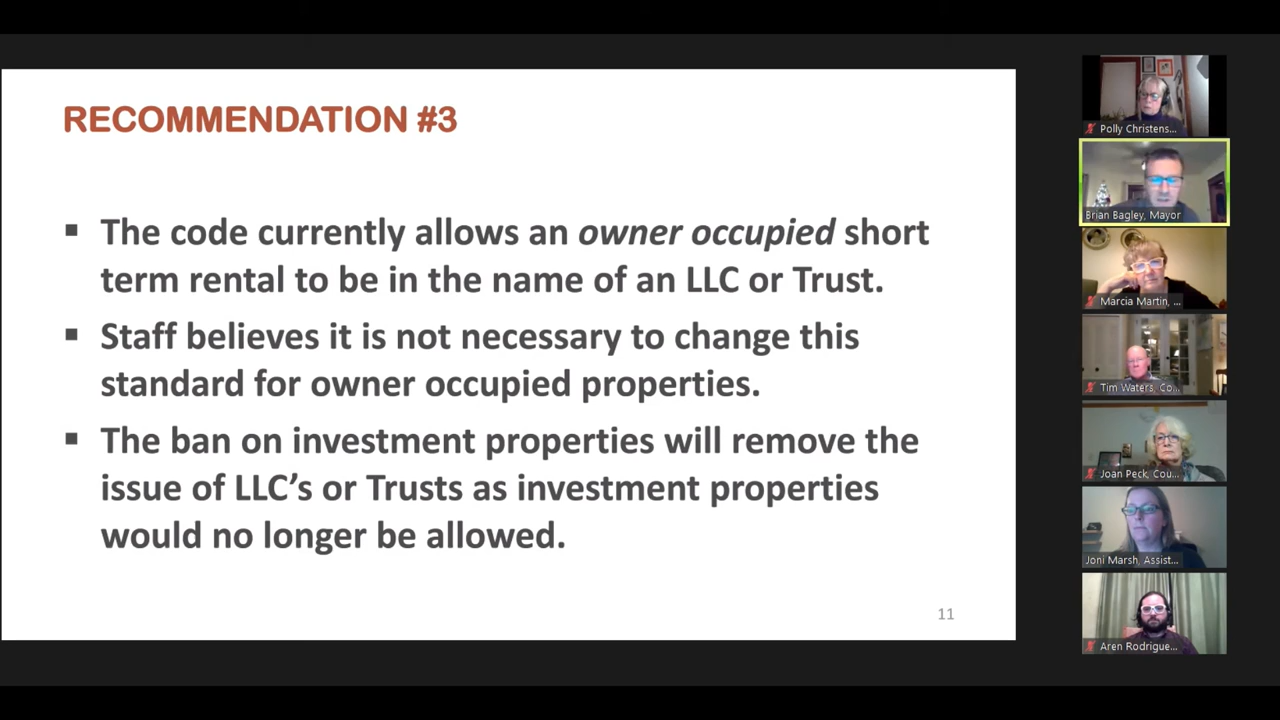 RECOMMENDATION #3
▪ The code currently allows an owner occupied short
term rental to be in the name of an LLC or Trust.
▪ Staff believes it is not necessary to change this
standard for owner occupied properties.
▪ The ban on investment properties will remove the
issue of LLC’s or Trusts as investment properties
would no longer be allowed.
11
Polly Christens...
Brian Bagley, Mayor
Marcia Martin, ...
Tim Waters, Co...
Joan Peck, Cou...
Joni Marsh, Assist...
Aren Rodrigue...